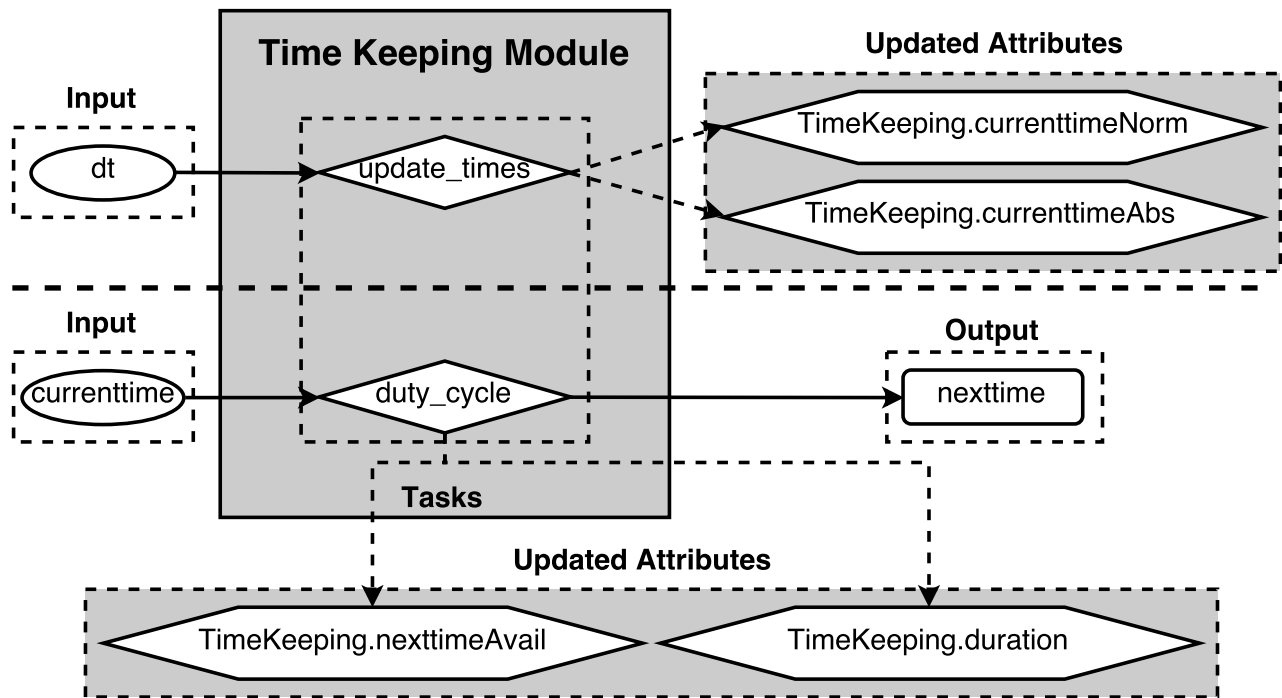 Time Keeping Module
Updated Attributes
Input
dt
update_times
TimeKeeping.currenttimeNorm
TimeKeeping.currenttimeAbs
Input
Output
currenttime
duty_cycle
nexttime
Tasks
Updated Attributes
TimeKeeping.nexttimeAvail
TimeKeeping.duration